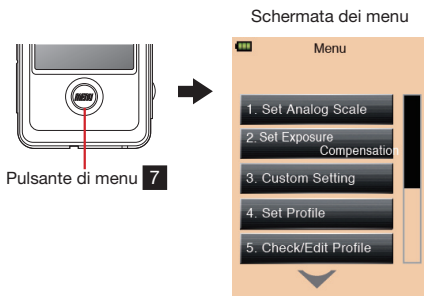 Schermata dei menu
MENU
Pulsante di menu 7
Menu
1. Set Analog Scale
2. Set Exposure
Compensation
3. Custom Setting
4. Set Profile
5. Check/Edit Profile